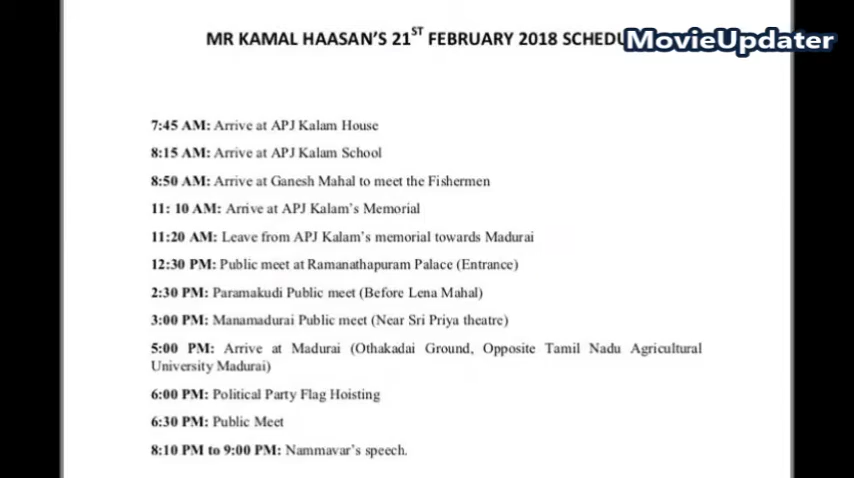 MR KAMAL HAASAN'S 21ST FEBRUARY 2018 SCHEDU
MovieUpdater
7:45 AM: Arrive at APJ Kalam House
8:15 AM: Arrive at APJ Kalam School
8:50 AM: Arrive at Ganesh Mahal to meet the Fishermen
11: 10 AM: Arrive at APJ Kalam's Memorial
11:20 AM: Leave from APJ Kalam's memorial towards Madurai
12:30 PM: Public meet at Ramanathapuram Palace (Entrance)
2:30 PM: Paramakudi Public meet (Before Lena Mahal)
3:00 PM: Manamadurai Public meet (Near Sri Priya theatre)
5:00 PM: Arrive at Madurai (Othakadai Ground, Opposite Tamil Nadu Agricultural
University Madurai)
6:00 PM: Political Party Flag Hoisting
6:30 PM: Public Meet
8:10 PM to 9:00 PM: Nammavar's speech.